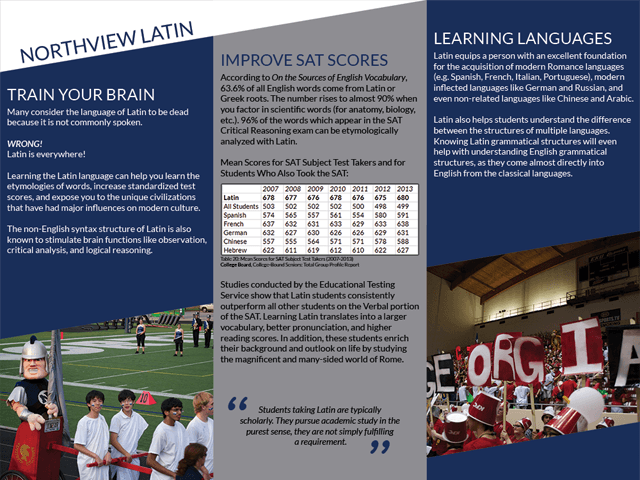 NORTHVIEW LATIN
TRAIN YOUR BRAIN
Many consider the language of Latin to be dead
because it is not commonly spoken.
WRONG!
Latin is everywhere!
Learning the Latin language can help you learn the
etymologies of words, increase standardized test
scores, and expose you to the unique civilizations
that have had major influences on modern culture.
The non-English syntax structure of Latin is also
known to stimulate brain functions like observation,
critical analysis, and logical reasoning.
IMPROVE SAT SCORES
According to On the Sources of English Vocabulary,
63.6% of all English words come from Latin or
Greek roots. The number rises to almost 90% when
you factor in scientific words (for anatomy, biology,
etc.). 96% of the words which appear in the SAT
Critical Reasoning exam can be etymologically
analyzed with Latin.
Mean Scores for SAT Subject Test Takers and for
Students Who Also Took the SAT:
2007 2008 2009 2010 2011 2012 2013
Latin 678 677 676 678 676 675 680
All Students 503 502 502 502 500 498 499
Spanish 574 565 557 561 554 580 591
French 637 632 631 633 629 633 638
German 632 627 630 626 626 629 631
Chinese 557 555 564 571 571 578 588
Hebrew 622 611 619 612 610 622 627
Table 20: Mean Scores for SAT Subject Test Takers (2007-2013)
College Board, College-Bound Seniors: Total Group Profile Report
Studies conducted by the Educational Testing
Service show that Latin students consistently
outperform all other students on the Verbal portion
of the SAT. Learning Latin translates into a larger
vocabulary, better pronunciation, and higher
reading scores. In addition, these students enrich
their background and outlook on life by studying
the magnificent and many-sided world of Rome.
“ Students taking Latin are typically
scholarly. They pursue academic study in the
purest sense, they are not simply fulfilling
a requirement. ”
LEARNING LANGUAGES
Latin equips a person with an excellent foundation
for the acquisition of modern Romance languages
(e.g. Spanish, French, Italian, Portuguese), modern
inflected languages like German and Russian, and
even non-related languages like Chinese and Arabic.
Latin also helps students understand the difference
between the structures of multiple languages.
Knowing Latin grammatical structures will even
help with understanding English grammatical
structures, as they come almost directly into
English from the classical languages.
GEORGIA